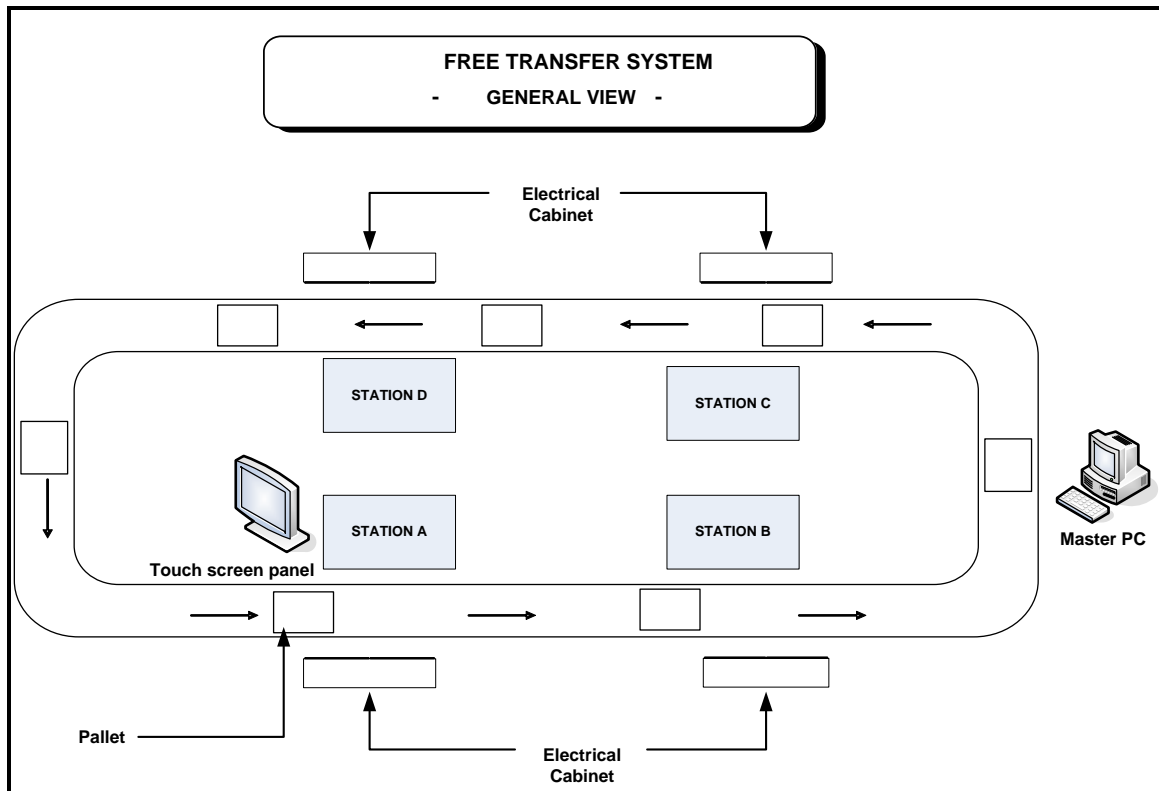 FREE TRANSFER SYSTEM
- GENERAL VIEW -
Electrical
Cabinet
STATION D
STATION C
STATION A
STATION B
Touch screen panel
Master PC
Pallet
Electrical
Cabinet